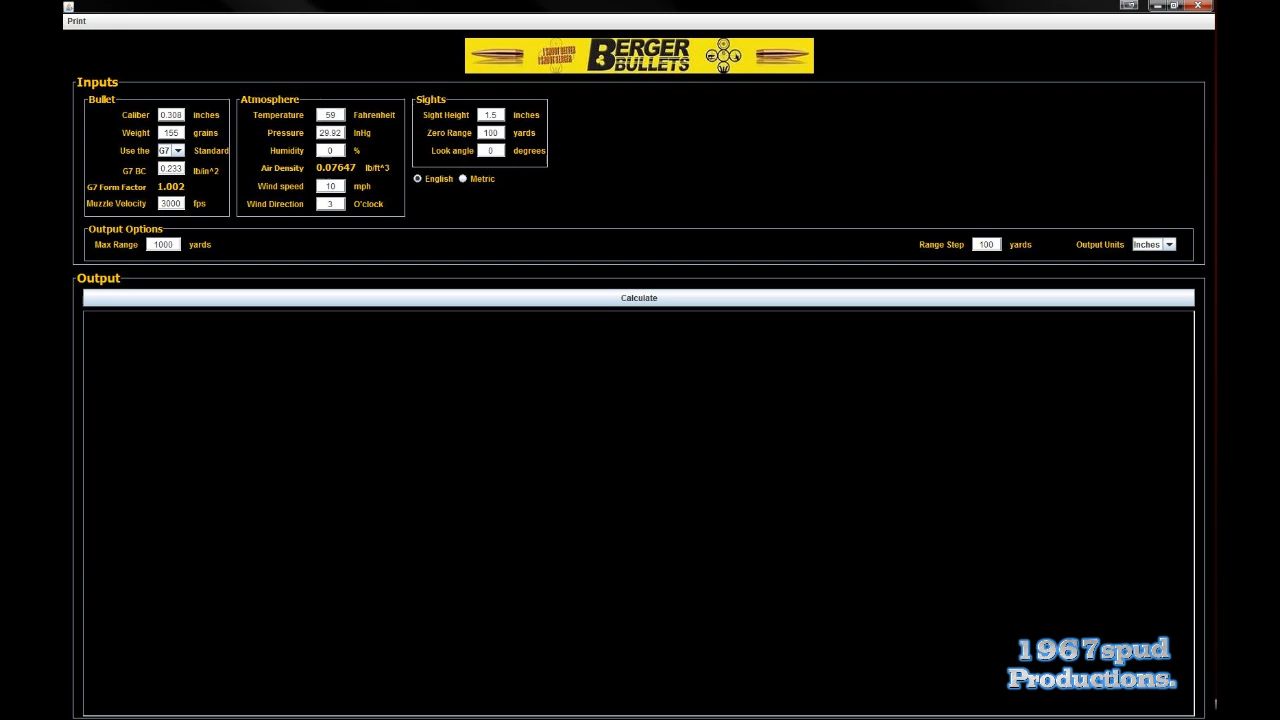 Print
BERGER
BULLETS
Inputs
Bullet
Caliber 0.308 inches
Weight 155 grains
Use the G7 Standard
G7 BC 0.233 lb/in^2
G7 Form Factor 1.002
Muzzle Velocity 3000 fps
Atmosphere
Temperature 59 Fahrenheit
Pressure 29.92 InHg
Humidity 0 %
Air Density 0.07647 lb/ft^3
Wind speed 10 mph
Wind Direction 3 O'clock
Sights
Sight Height 1.5 inches
Zero Range 100 yards
Look angle 0 degrees
English Metric
Output Options
Max Range 1000 yards Range Step 100 yards Output Units Inches
Output
Calculate
1967spud
Productions.